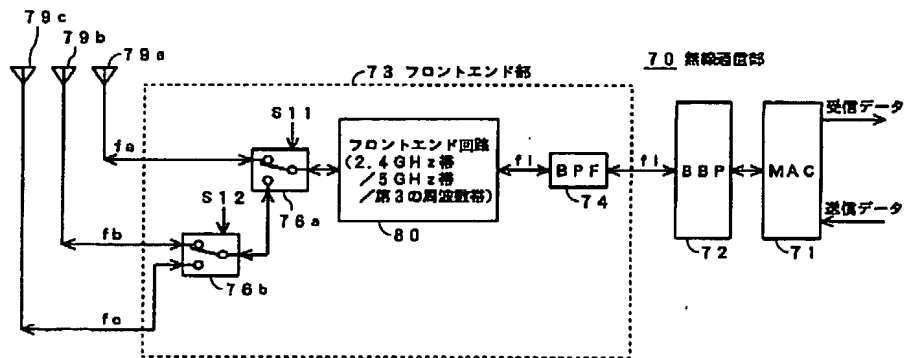 79c
79b
79a
70 無線通信部
73 フロントエンド部
S11
受信データ
fa
フロントエンド回路
(2.4GHz帯
/5GHz帯
/第3の周波数帯)
fi
BPF
fi
BBP
MAC
S12
76a
74
送信データ
fb
80
72
71
76b
fc